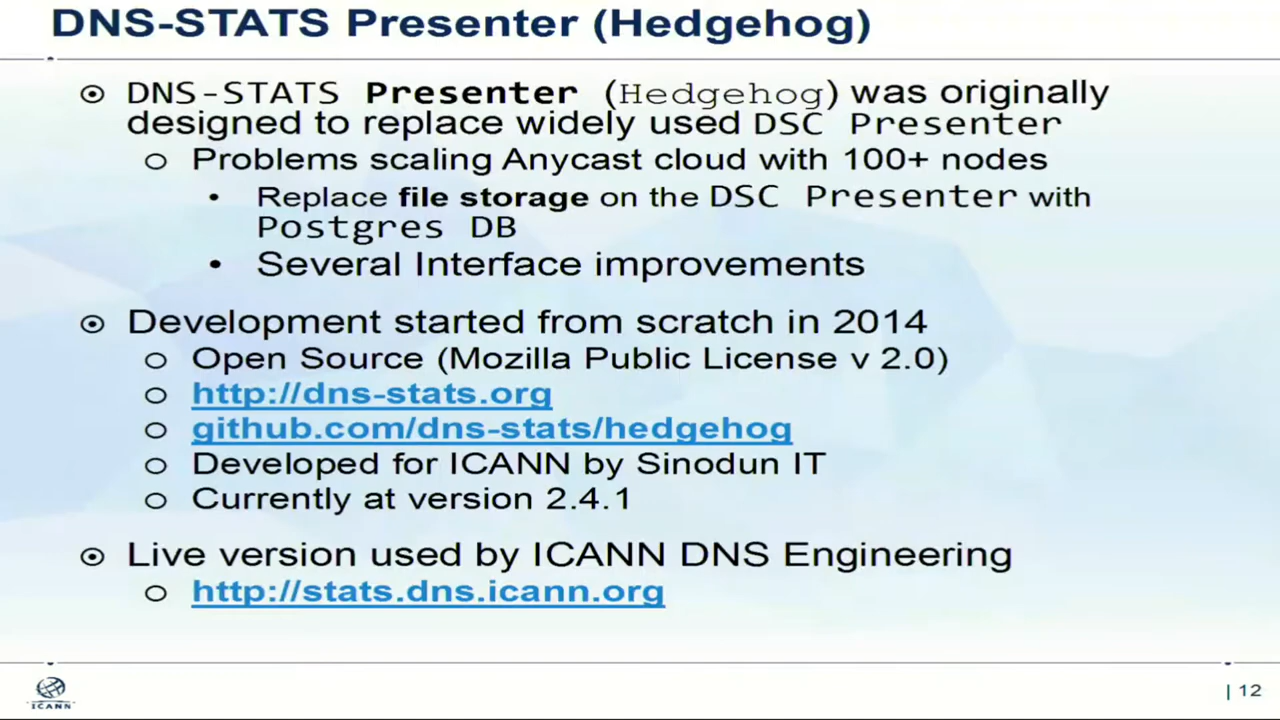 DNS-STATS Presenter (Hedgehog)
DNS-STATS Presenter (Hedgehog) was originally
designed to replace widely used DSC Presenter
Problems scaling Anycast cloud with 100+ nodes
Replace file storage on the DSC Presenter with
Postgres DB
Several Interface improvements
Development started from scratch in 2014
Open Source (Mozilla Public License v 2.0)
http://dns-stats.org
github.com/dns-stats/hedgehog
Developed for ICANN by Sinodun IT
Currently at version 2.4.1
Live version used by ICANN DNS Engineering
http://stats.dns.icann.org
ICANN
| 12